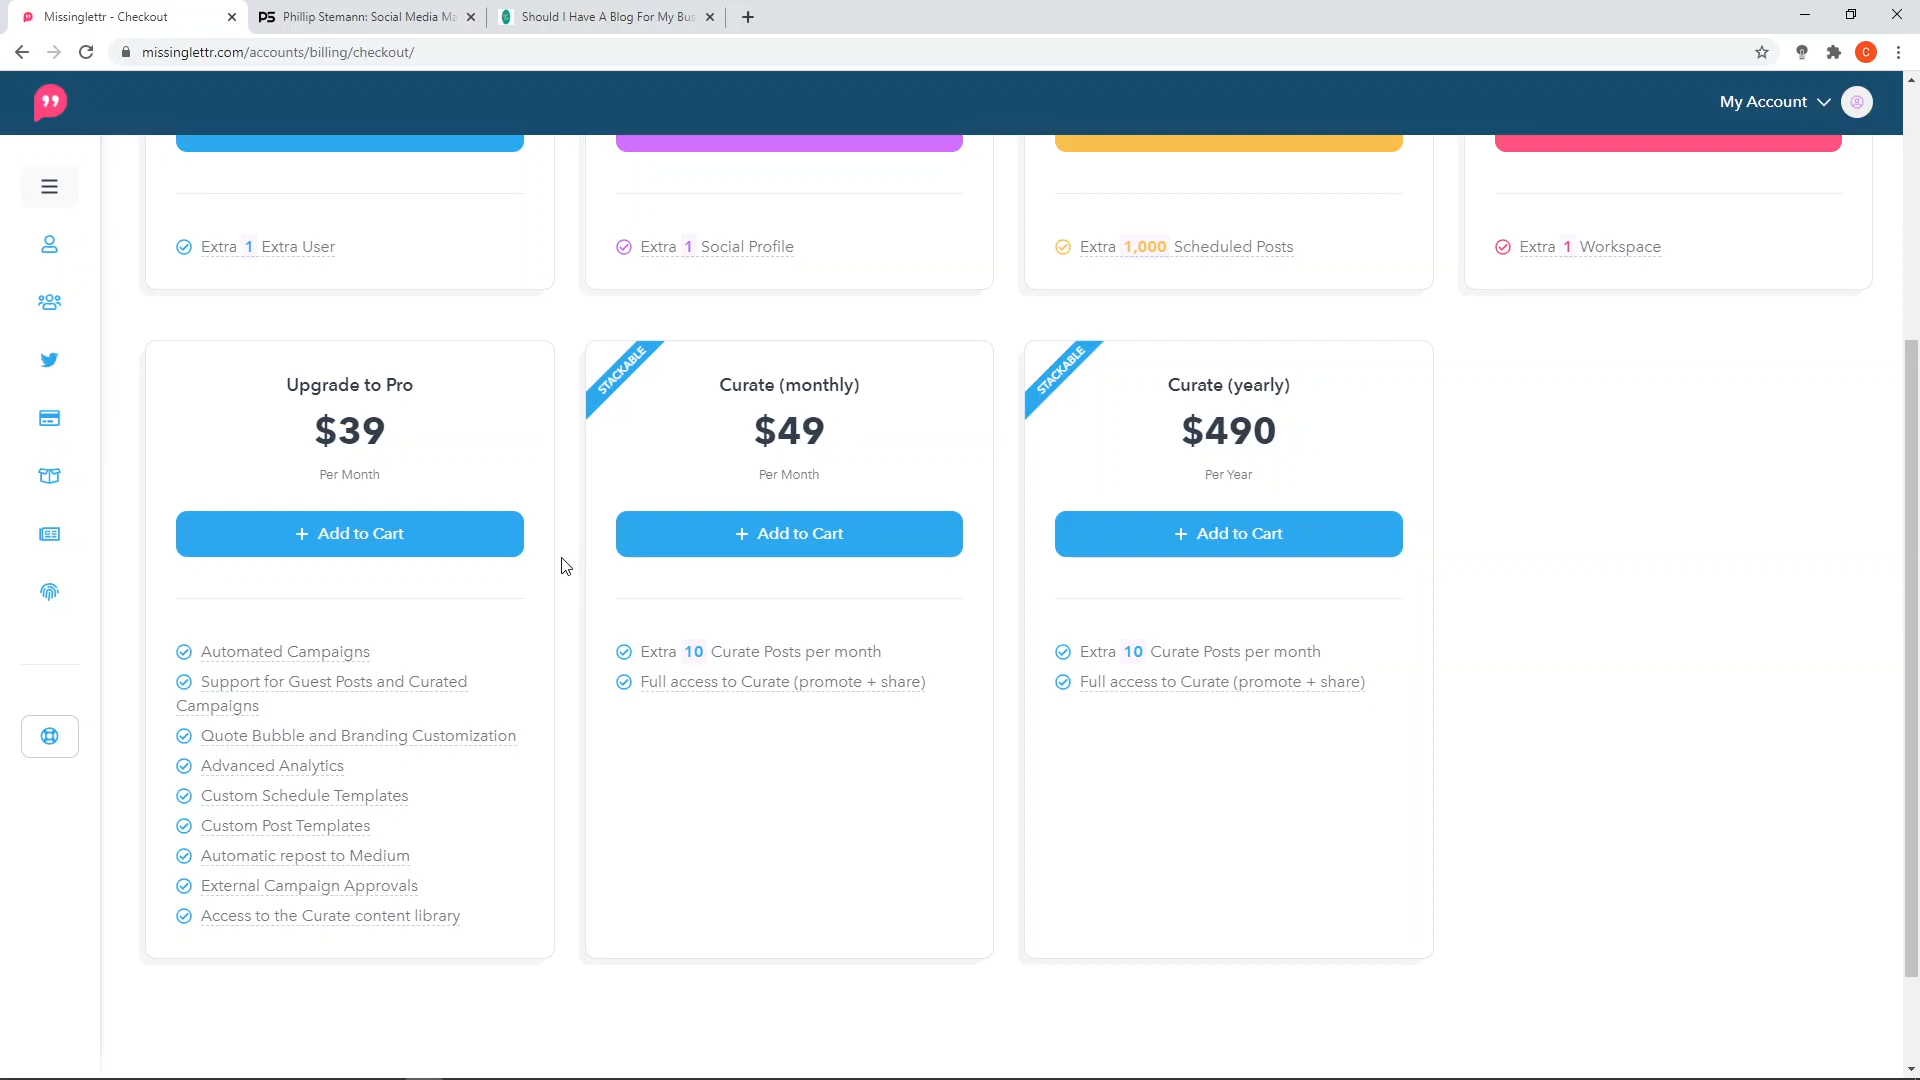 Missinglettr - Checkout
PS Phillip Stemann: Social Media Ma
Should I Have A Blog For My Bus
missinglettr.com/accounts/billing/checkout/
C
My Account
Extra 1 Extra User
Extra 1 Social Profile
Extra 1,000 Scheduled Posts
Extra 1 Workspace
Upgrade to Pro
$39
Per Month
+ Add to Cart
Automated Campaigns
Support for Guest Posts and Curated
Campaigns
Quote Bubble and Branding Customization
Advanced Analytics
Custom Schedule Templates
Custom Post Templates
Automatic repost to Medium
External Campaign Approvals
Access to the Curate content library
STACKABLE
Curate (monthly)
$49
Per Month
+ Add to Cart
Extra 10 Curate Posts per month
Full access to Curate (promote + share)
STACKABLE
Curate (yearly)
$490
Per Year
+ Add to Cart
Extra 10 Curate Posts per month
Full access to Curate (promote + share)